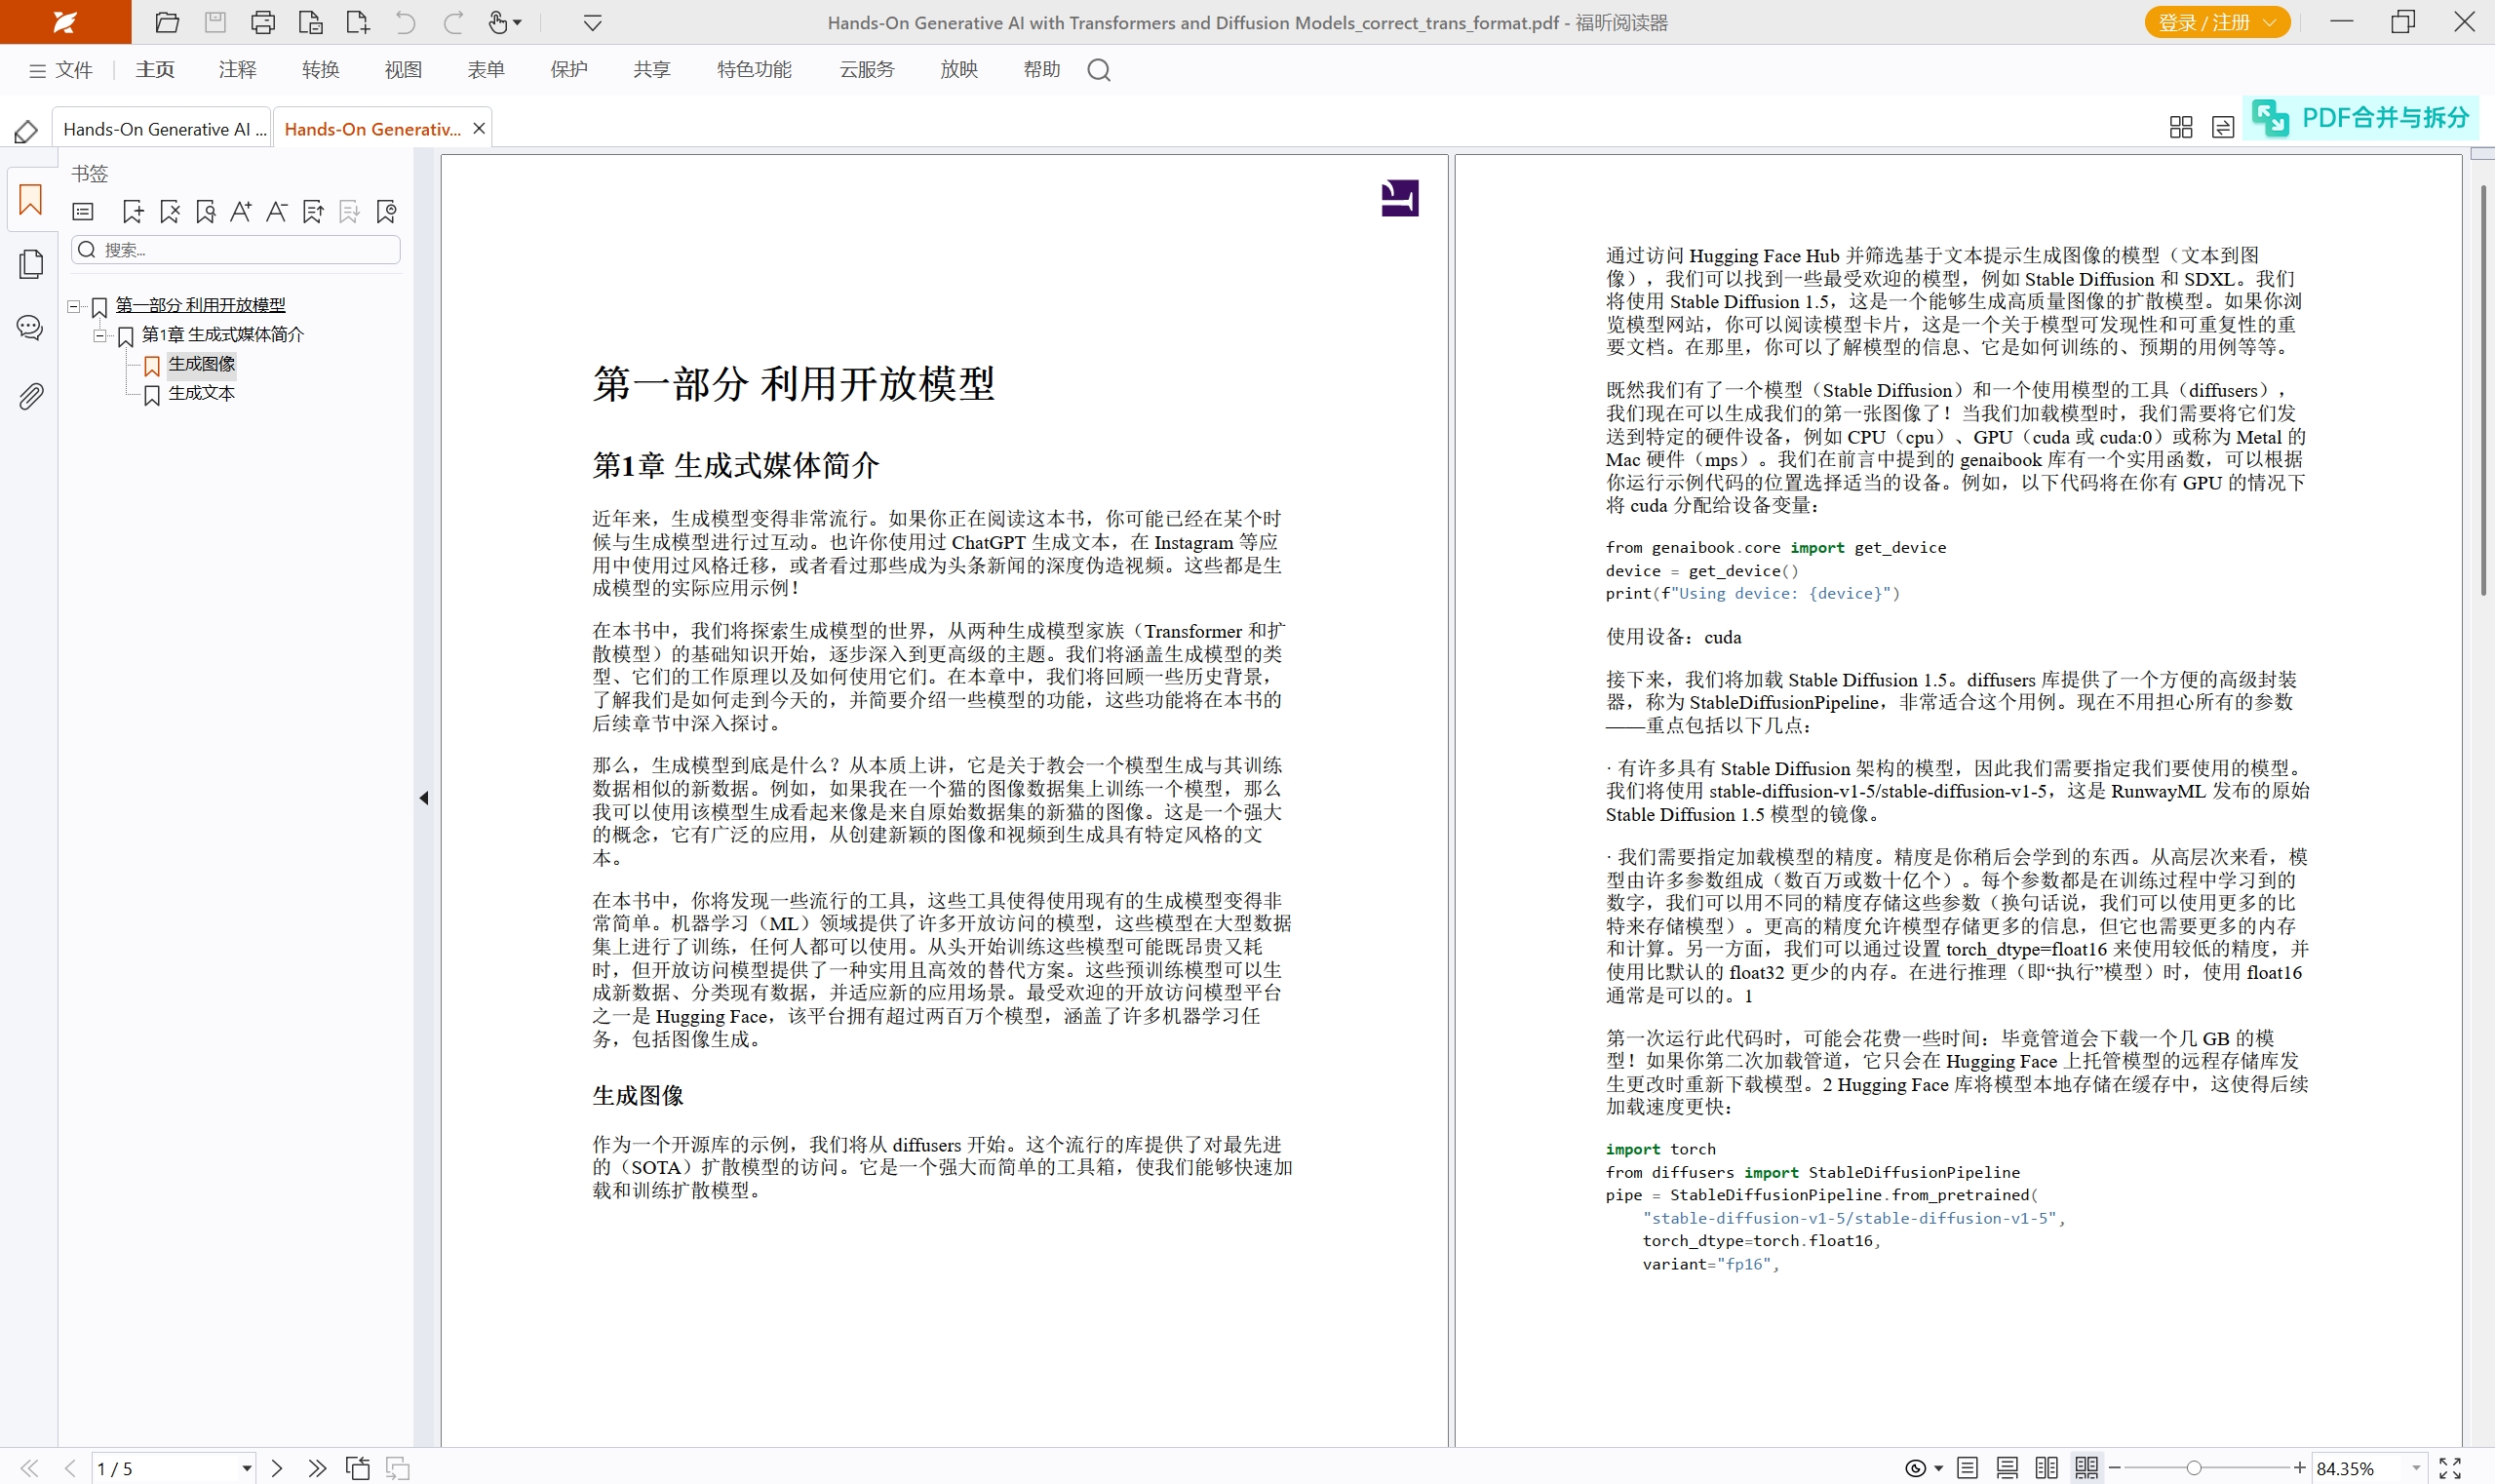 Hands-On Generative AI with Transformers and Diffusion Models_correct_trans_format.pdf - 福昕阅读器
登录 / 注册
文件 主页 注释 转换 视图 表单 保护 共享 特色功能 云服务 放映 帮助
Hands-On Generative AI ...
Hands-On Generativ...
PDF合并与拆分
书签
搜索...
第一部分 利用开放模型
第1章 生成式媒体简介
生成图像
生成文本
第一部分 利用开放模型
第1章 生成式媒体简介
近年来，生成模型变得非常流行。如果你正在阅读这本书，你可能已经在某个时
候与生成模型进行过互动。也许你使用过 ChatGPT 生成文本，在 Instagram 等应
用中使用过风格迁移，或者看过那些成为头条新闻的深度伪造视频。这些都是生
成模型的实际应用示例！
在本书中，我们将探索生成模型的世界，从两种生成模型家族（Transformer 和扩
散模型）的基础知识开始，逐步深入到更高级的主题。我们将涵盖生成模型的类
型、它们的工作原理以及如何使用它们。在本章中，我们将回顾一些历史背景，
了解我们是如何走到今天的，并简要介绍一些模型的功能，这些功能将在本书的
后续章节中深入探讨。
那么，生成模型到底是什么？从本质上讲，它是关于教会一个模型生成与其训练
数据相似的新数据。例如，如果我在一个猫的图像数据集上训练一个模型，那么
我可以使用该模型生成看起来像是来自原始数据集的新猫的图像。这是一个强大
的概念，它有广泛的应用，从创建新颖的图像和视频到生成具有特定风格的文
本。
在本书中，你将发现一些流行的工具，这些工具使得使用现有的生成模型变得非
常简单。机器学习（ML）领域提供了许多开放访问的模型，这些模型在大型数据
集上进行了训练，任何人都可以使用。从头开始训练这些模型可能既昂贵又耗
时，但开放访问模型提供了一种实用且高效的替代方案。这些预训练模型可以生
成新数据、分类现有数据，并适应新的应用场景。最受欢迎的开放访问模型平台
之一是 Hugging Face，该平台拥有超过两百万个模型，涵盖了许多机器学习任
务，包括图像生成。
生成图像
作为一个开源库的示例，我们将从 diffusers 开始。这个流行的库提供了对最先进
的（SOTA）扩散模型的访问。它是一个强大而简单的工具箱，使我们能够快速加
载和训练扩散模型。
通过访问 Hugging Face Hub 并筛选基于文本提示生成图像的模型（文本到图
像），我们可以找到一些最受欢迎的模型，例如 Stable Diffusion 和 SDXL。我们
将使用 Stable Diffusion 1.5，这是一个能够生成高质量图像的扩散模型。如果你浏
览模型网站，你可以阅读模型卡片，这是一个关于模型可发现性和可重复性的重
要文档。在那里，你可以了解模型的信息、它是如何训练的、预期的用例等等。
既然我们有了一个模型（Stable Diffusion）和一个使用模型的工具（diffusers），
我们现在可以生成我们的第一张图像了！当我们加载模型时，我们需要将它们发
送到特定的硬件设备，例如 CPU（cpu）、GPU（cuda 或 cuda:0）或称为 Metal 的
Mac 硬件（mps）。我们在前言中提到的 genaibook 库有一个实用函数，可以根据
你运行示例代码的位置选择适当的设备。例如，以下代码将在你有 GPU 的情况下
将 cuda 分配给设备变量：
from genaibook.core import get_device
device = get_device()
print(f"Using device: {device}")
使用设备：cuda
接下来，我们将加载 Stable Diffusion 1.5。diffusers 库提供了一个方便的高级封装
器，称为 StableDiffusionPipeline，非常适合这个用例。现在不用担心所有的参数
——重点包括以下几点：
· 有许多具有 Stable Diffusion 架构的模型，因此我们需要指定我们要使用的模型。
我们将使用 stable-diffusion-v1-5/stable-diffusion-v1-5，这是 RunwayML 发布的原始
Stable Diffusion 1.5 模型的镜像。
· 我们需要指定加载模型的精度。精度是你稍后会学到的东西。从高层次来看，模
型由许多参数组成（数百万或数十亿个）。每个参数都是在训练过程中学习到的
数字，我们可以用不同的精度存储这些参数（换句话说，我们可以使用更多的比
特来存储模型）。更高的精度允许模型存储更多的信息，但它也需要更多的内存
和计算。另一方面，我们可以通过设置 torch_dtype=float16 来使用较低的精度，并
使用比默认的 float32 更少的内存。在进行推理（即“执行”模型）时，使用 float16
通常是可以的。1
第一次运行此代码时，可能会花费一些时间：毕竟管道会下载一个几 GB 的模
型！如果你第二次加载管道，它只会在 Hugging Face 上托管模型的远程存储库发
生更改时重新下载模型。2 Hugging Face 库将模型本地存储在缓存中，这使得后续
加载速度更快：
import torch
from diffusers import StableDiffusionPipeline
pipe = StableDiffusionPipeline.from_pretrained(
"stable-diffusion-v1-5/stable-diffusion-v1-5",
torch_dtype=torch.float16,
variant="fp16",
1 / 5
84.35%